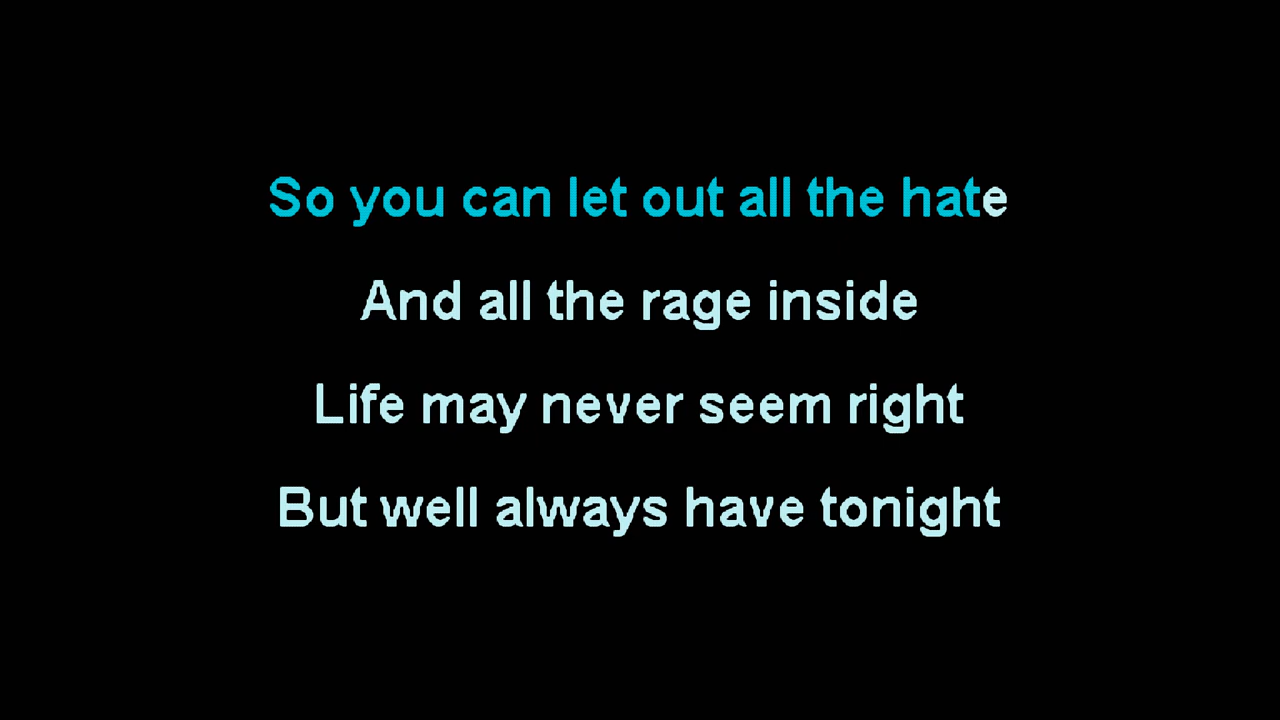 So you can let out all the hate
And all the rage inside
Life may never seem right
But well always have tonight